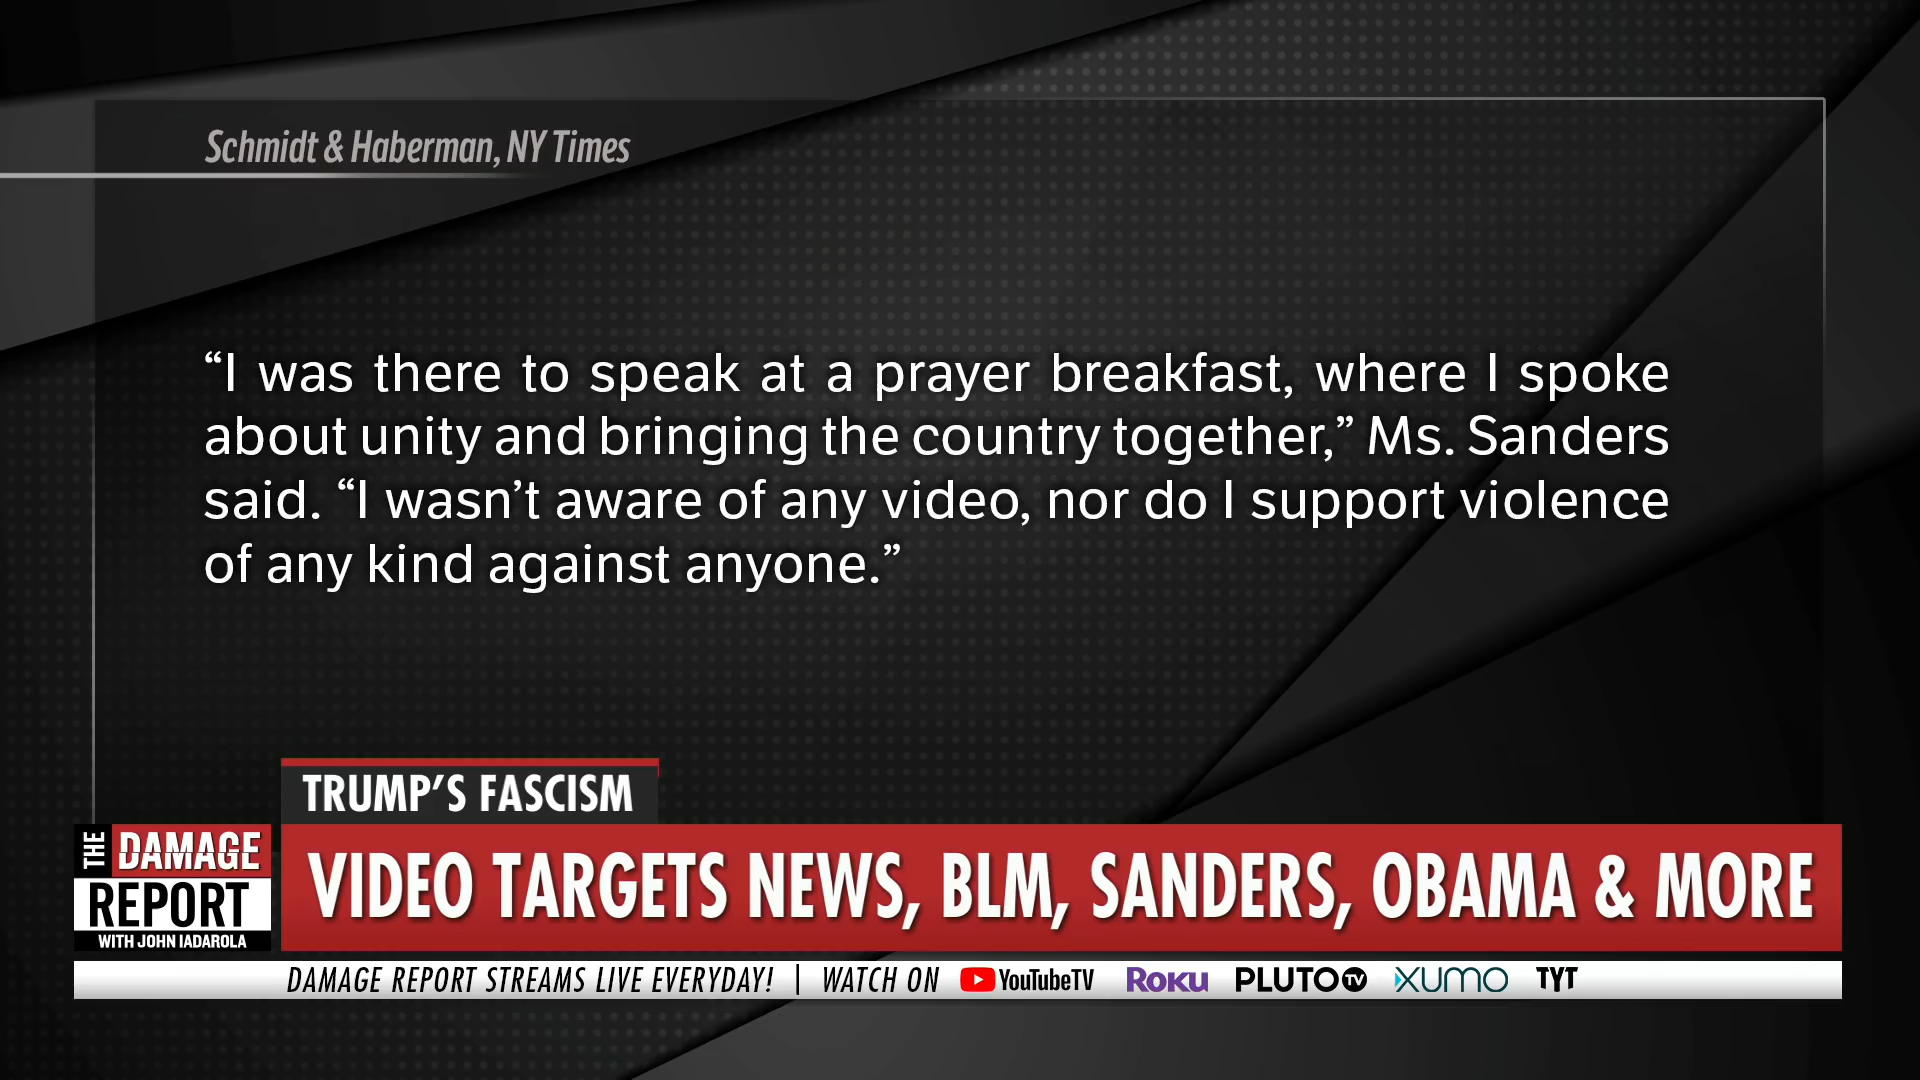 Schmidt & Haberman, NY Times
“I was there to speak at a prayer breakfast, where I spoke
about unity and bringing the country together,” Ms. Sanders
said. “I wasn’t aware of any video, nor do I support violence
of any kind against anyone.”
TRUMP’S FASCISM
THE DAMAGE
REPORT
WITH JOHN IADAROLA
VIDEO TARGETS NEWS, BLM, SANDERS, OBAMA & MORE
DAMAGE REPORT STREAMS LIVE EVERYDAY! | WATCH ON YouTubeTV ROKU PLUTO TV XUMO TYT